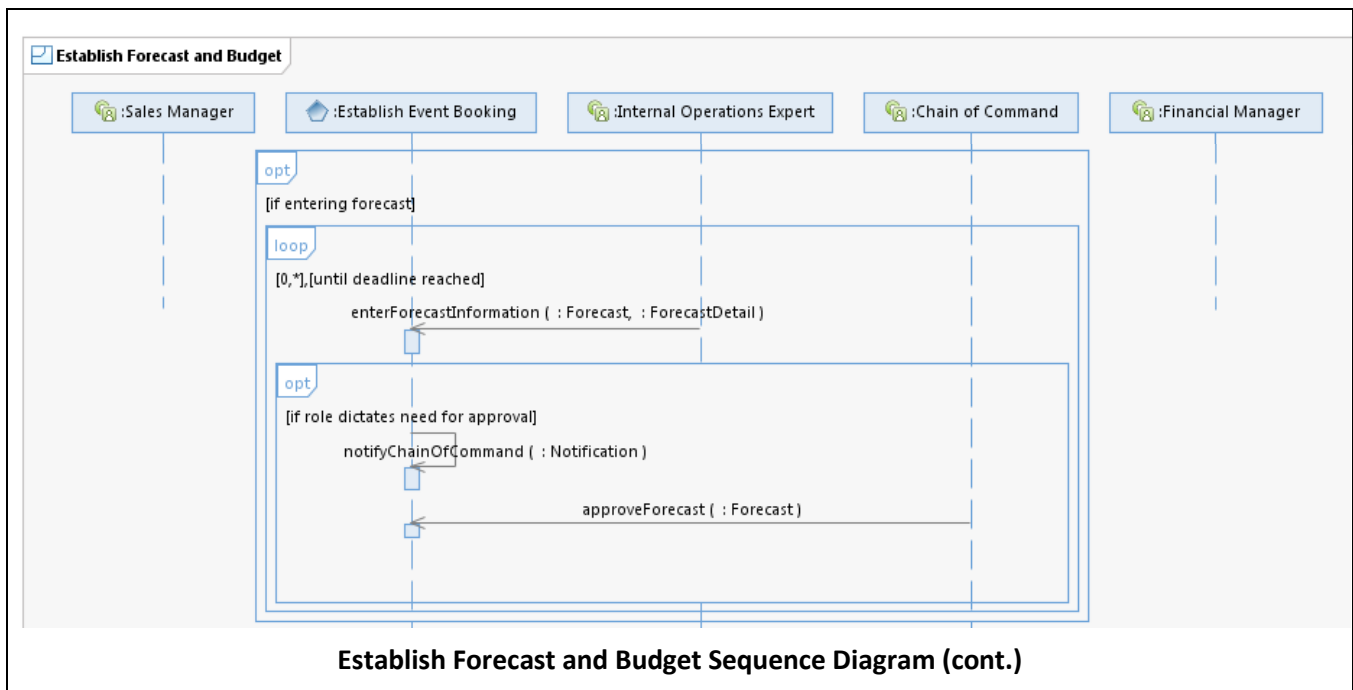 Establish Forecast and Budget
:Sales Manager
:Establish Event Booking
:Internal Operations Expert
:Chain of Command
:Financial Manager
opt
[if entering forecast]
loop
[0,*],[until deadline reached]
enterForecastInformation ( : Forecast, : ForecastDetail )
opt
[if role dictates need for approval]
notifyChainOfCommand ( : Notification )
approveForecast ( : Forecast )
Establish Forecast and Budget Sequence Diagram (cont.)